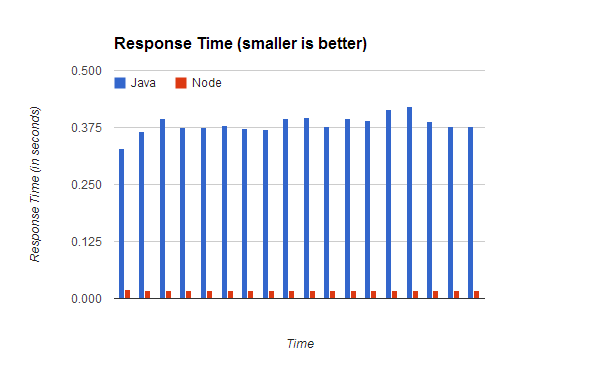 Response Time (smaller is better)
0.500
Java
Node
0.375
0.250
0.125
0.000
Response Time (in seconds)
Time